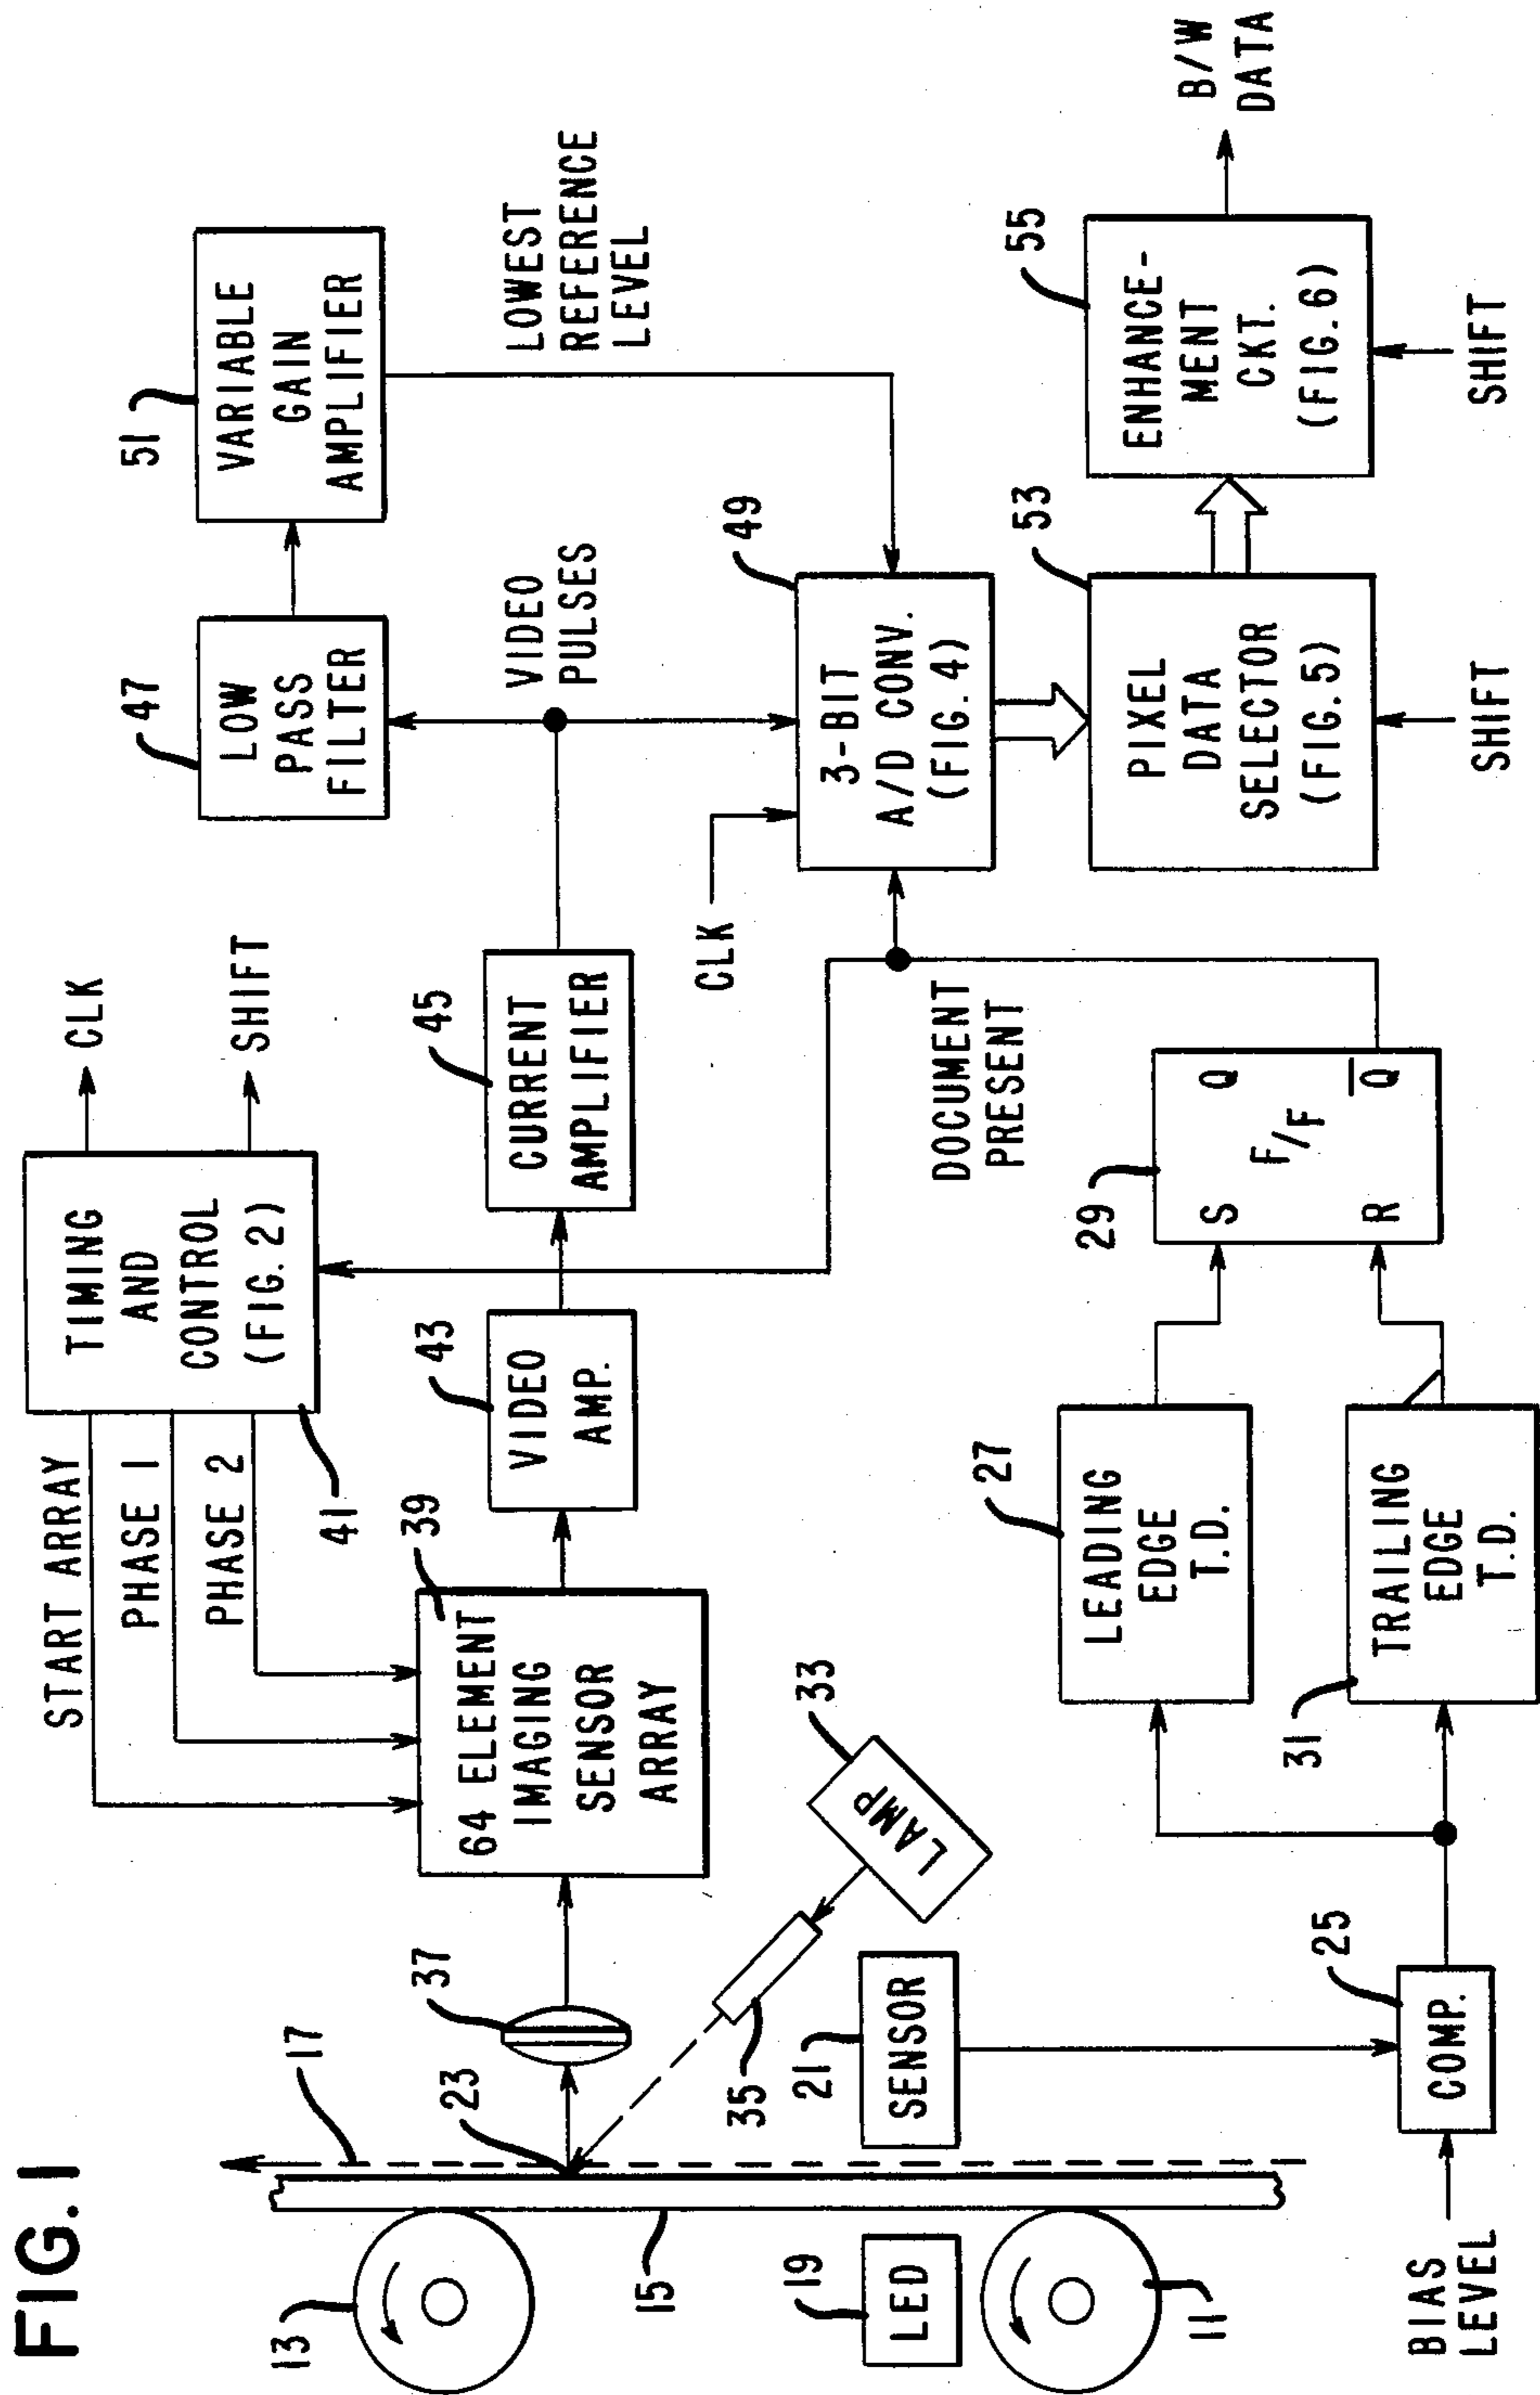 FIG. 1
13
15
19
LED
11
BIAS
LEVEL
17
23
37
35
21
SENSOR
25
COMP.
33
LAMP
START ARRAY
PHASE 1
PHASE 2
41
39
64 ELEMENT
IMAGING
SENSOR
ARRAY
27
LEADING
EDGE
T.D.
31
TRAILING
EDGE
T.D.
TIMING
AND
CONTROL
(FIG. 2)
CLK
SHIFT
43
VIDEO
AMP.
45
CURRENT
AMPLIFIER
DOCUMENT
PRESENT
29
S
Q
F/F
R
Q̅
47
LOW
PASS
FILTER
VIDEO
PULSES
CLK
49
3-BIT
A/D CONV.
(FIG. 4)
53
PIXEL
DATA
SELECTOR
(FIG. 5)
SHIFT
51
VARIABLE
GAIN
AMPLIFIER
LOWEST
REFERENCE
LEVEL
55
ENHANCE-
MENT
CKT.
(FIG. 6)
SHIFT
B/W
DATA